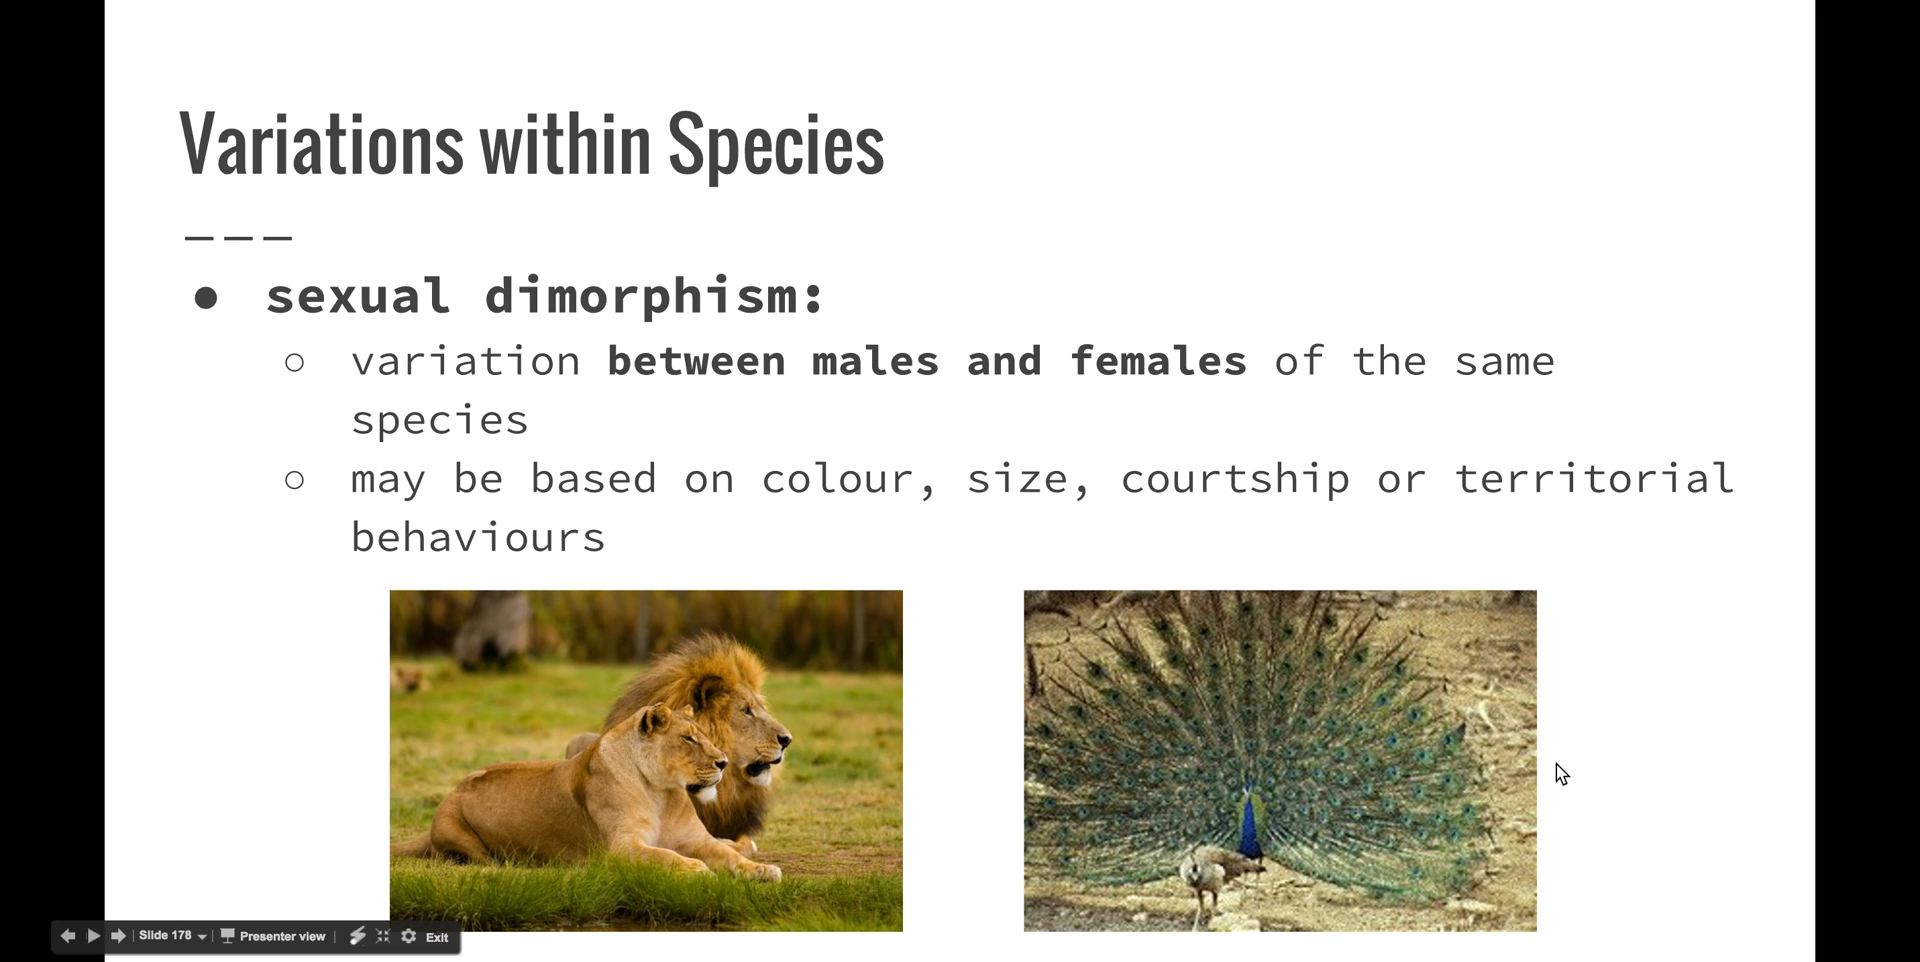 Variations within Species
● sexual dimorphism:
○ variation between males and females of the same
species
○ may be based on colour, size, courtship or territorial
behaviours
Slide 178
Presenter view
Exit